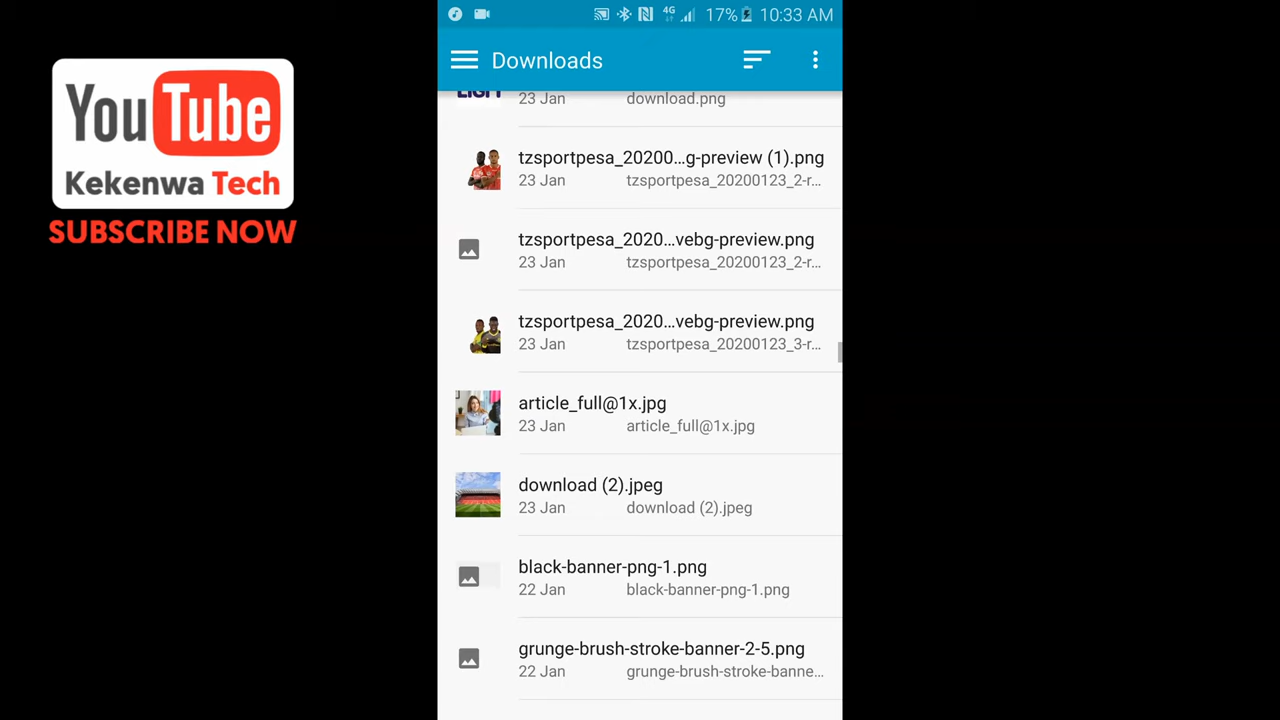 YouTube
Kekenwa Tech
SUBSCRIBE NOW
4G 17% 10:33 AM
Downloads
23 Jan download.png
tzsportpesa_20200...g-preview (1).png
23 Jan tzsportpesa_20200123_2-r...
tzsportpesa_2020...vebg-preview.png
23 Jan tzsportpesa_20200123_2-r...
tzsportpesa_2020...vebg-preview.png
23 Jan tzsportpesa_20200123_3-r...
article_full@1x.jpg
23 Jan article_full@1x.jpg
download (2).jpeg
23 Jan download (2).jpeg
black-banner-png-1.png
22 Jan black-banner-png-1.png
grunge-brush-stroke-banner-2-5.png
22 Jan grunge-brush-stroke-banne...